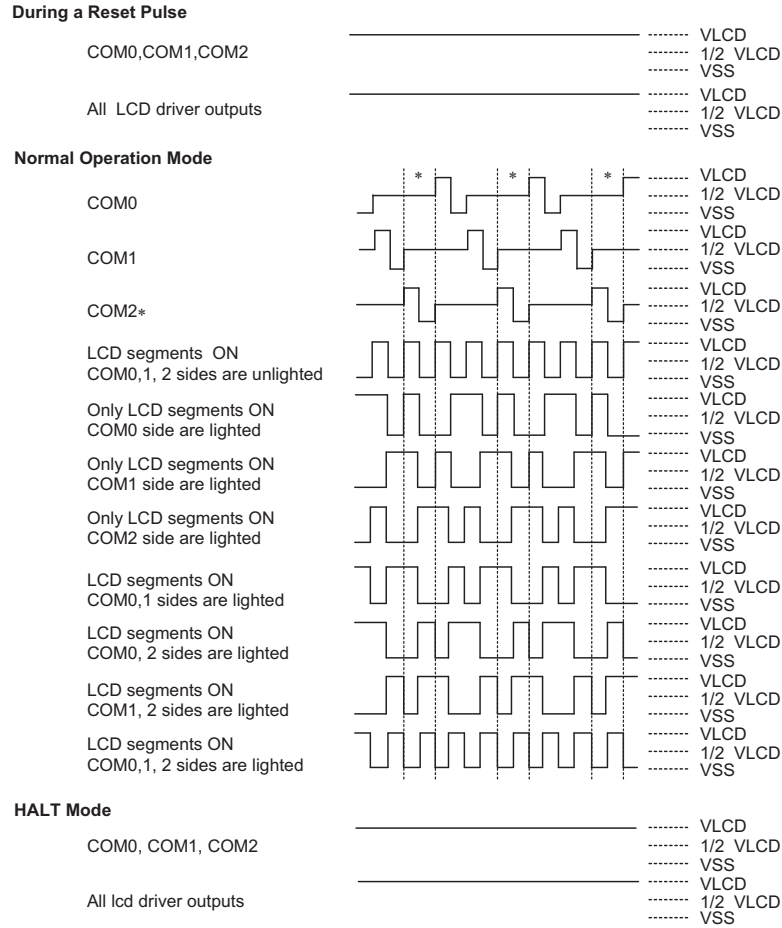 During a Reset Pulse
COM0,COM1,COM2
VLCD
1/2 VLCD
VSS
All LCD driver outputs
VLCD
1/2 VLCD
VSS
Normal Operation Mode
* * *
COM0
VLCD
1/2 VLCD
VSS
COM1
VLCD
1/2 VLCD
VSS
COM2*
VLCD
1/2 VLCD
VSS
LCD segments ON
COM0,1, 2 sides are unlighted
VLCD
1/2 VLCD
VSS
Only LCD segments ON
COM0 side are lighted
VLCD
1/2 VLCD
VSS
Only LCD segments ON
COM1 side are lighted
VLCD
1/2 VLCD
VSS
Only LCD segments ON
COM2 side are lighted
VLCD
1/2 VLCD
VSS
LCD segments ON
COM0,1 sides are lighted
VLCD
1/2 VLCD
VSS
LCD segments ON
COM0, 2 sides are lighted
VLCD
1/2 VLCD
VSS
LCD segments ON
COM1, 2 sides are lighted
VLCD
1/2 VLCD
VSS
LCD segments ON
COM0,1, 2 sides are lighted
VLCD
1/2 VLCD
VSS
HALT Mode
COM0, COM1, COM2
VLCD
1/2 VLCD
VSS
All lcd driver outputs
VLCD
1/2 VLCD
VSS